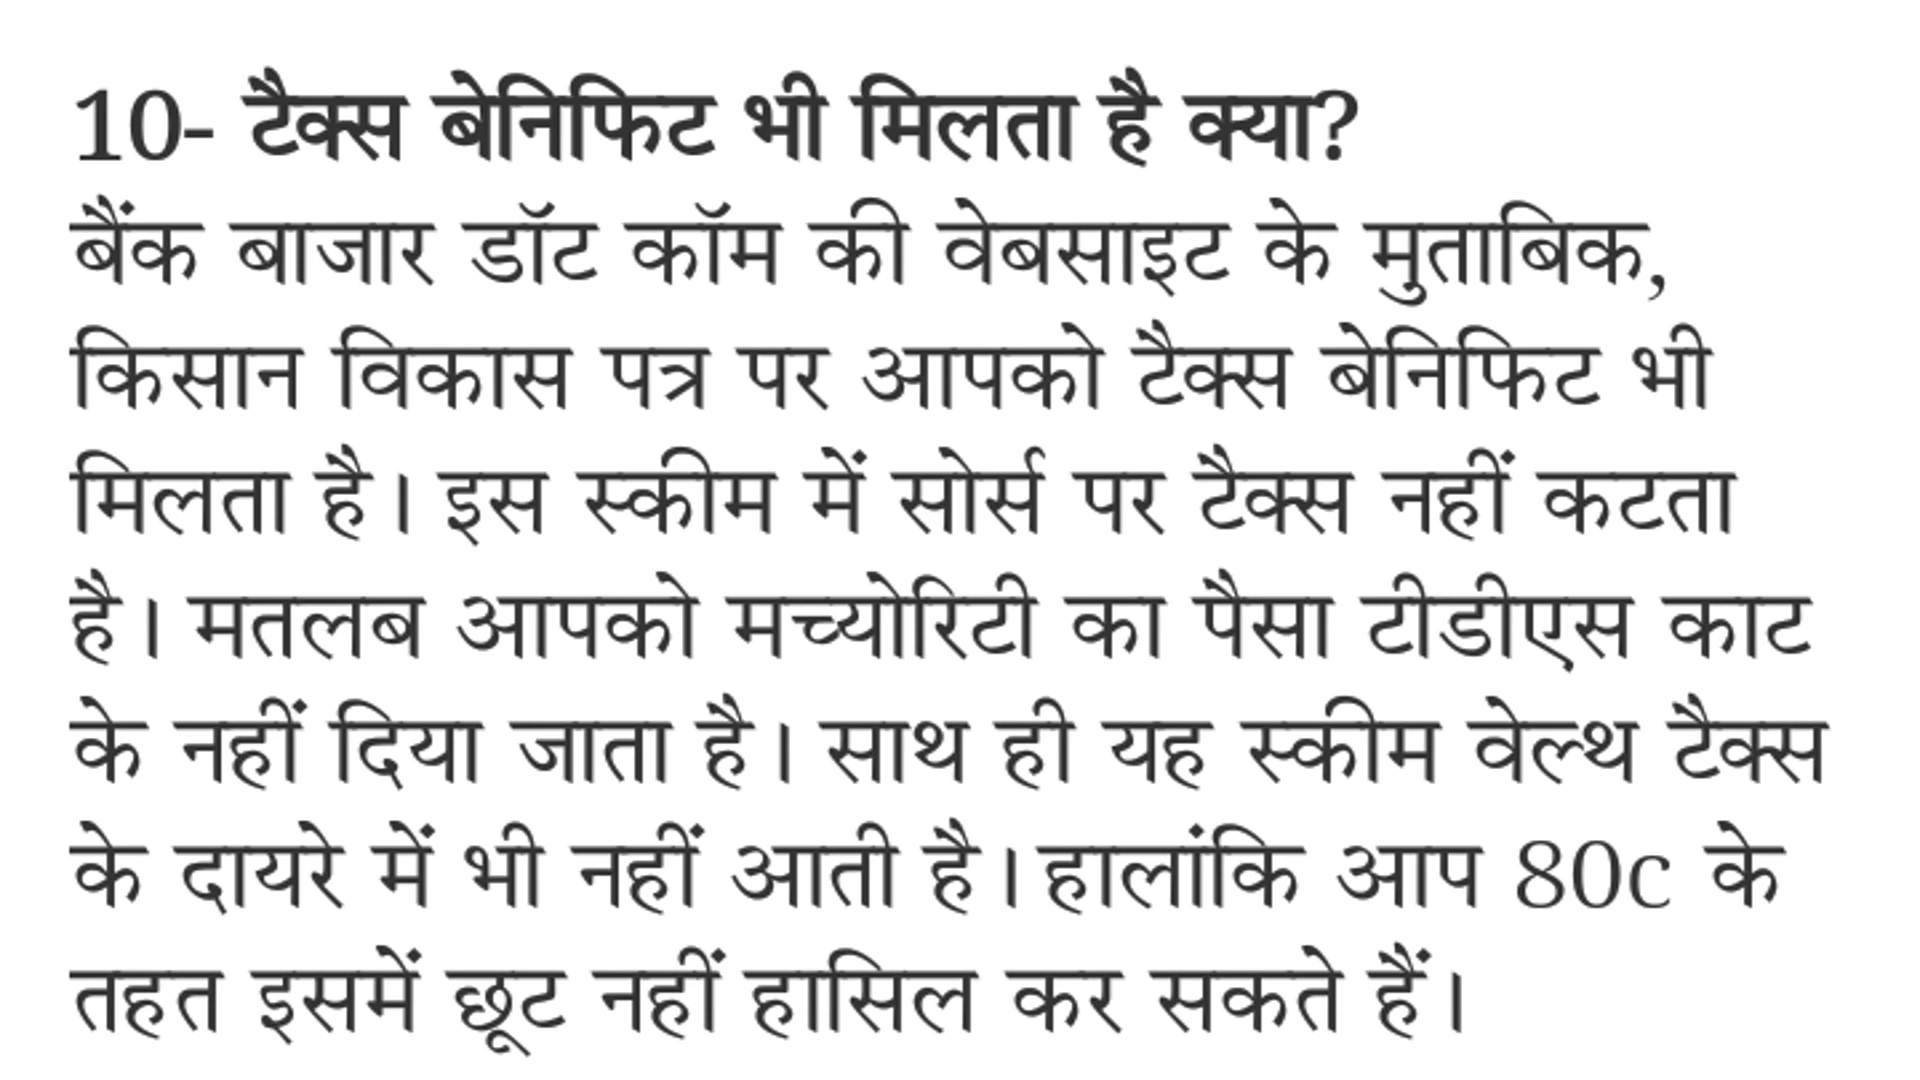 10- टैक्स बेनिफिट भी मिलता है क्या?
बैंक बाजार डॉट कॉम की वेबसाइट के मुताबिक,
किसान विकास पत्र पर आपको टैक्स बेनिफिट भी
मिलता है। इस स्कीम में सोर्स पर टैक्स नहीं कटता
है। मतलब आपको मच्योरिटी का पैसा टीडीएस काट
के नहीं दिया जाता है। साथ ही यह स्कीम वेल्थ टैक्स
के दायरे में भी नहीं आती है। हालांकि आप 80c के
तहत इसमें छूट नहीं हासिल कर सकते हैं।